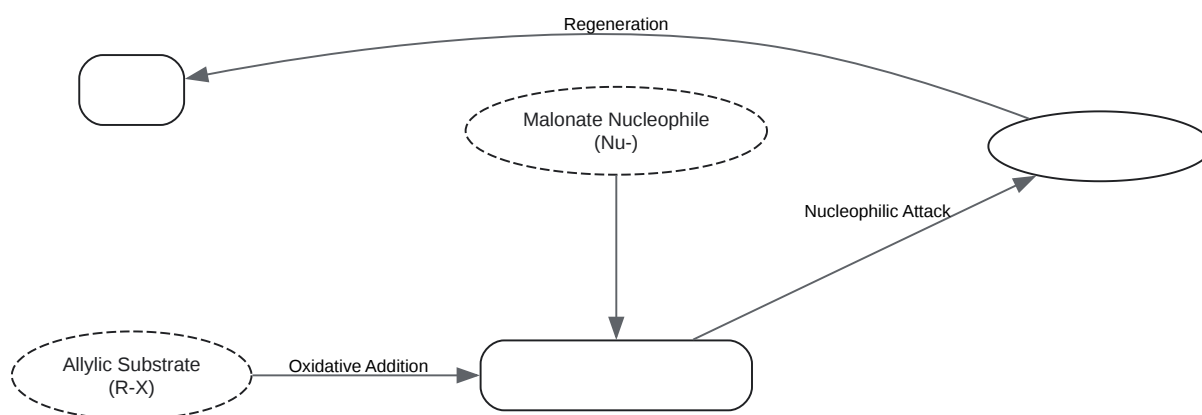 Regeneration
Malonate Nucleophile
(Nu-)
Nucleophilic Attack
Allylic Substrate
(R-X)
Oxidative Addition